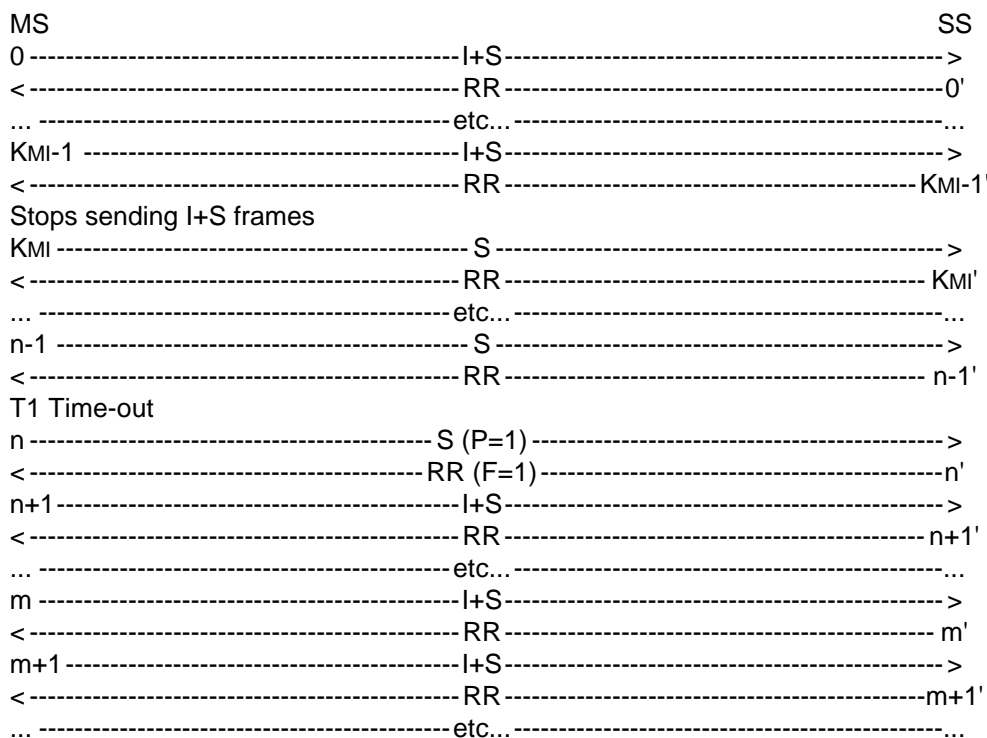 MS SS
0 ------------------------------------------------I+S------------------------------------------------- >
< ------------------------------------------------ RR -------------------------------------------------0'
... ----------------------------------------------etc... ------------------------------------------------...
KMI-1 ------------------------------------------I+S------------------------------------------------- >
< ------------------------------------------------ RR ---------------------------------------------- KMI-1'
Stops sending I+S frames
KMI ---------------------------------------------- S -------------------------------------------------- >
< ------------------------------------------------ RR ----------------------------------------------- KMI'
... ----------------------------------------------etc... ------------------------------------------------...
n-1 ---------------------------------------------- S -------------------------------------------------- >
< ------------------------------------------------ RR ----------------------------------------------- n-1'
T1 Time-out
n --------------------------------------------- S (P=1) ---------------------------------------------- >
< --------------------------------------------RR (F=1) ---------------------------------------------n'
n+1---------------------------------------------I+S------------------------------------------------- >
< ------------------------------------------------ RR ----------------------------------------------- n+1'
... ----------------------------------------------etc... ------------------------------------------------...
m -----------------------------------------------I+S------------------------------------------------- >
< ------------------------------------------------ RR ------------------------------------------------ m'
m+1 --------------------------------------------I+S------------------------------------------------- >
< ------------------------------------------------ RR -----------------------------------------------m+1'
... ----------------------------------------------etc... ------------------------------------------------...